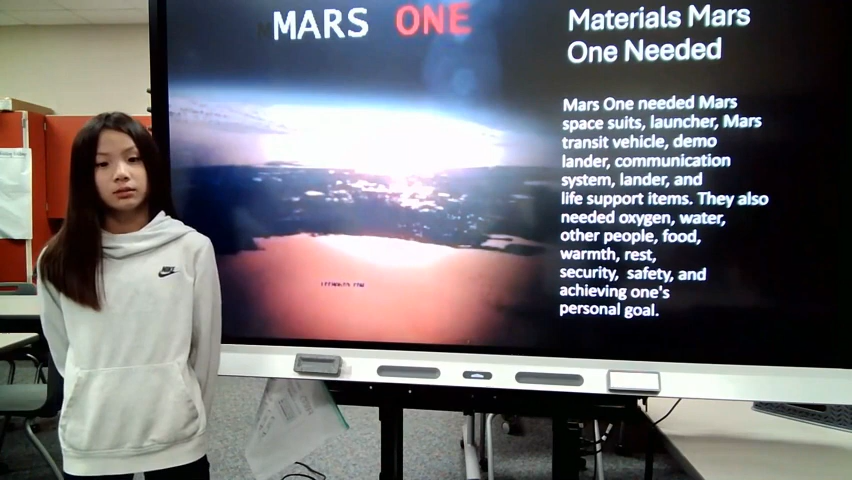 MARS ONE
Materials Mars
One Needed
Mars One needed Mars
space suits, launcher, Mars
transit vehicle, demo
lander, communication
system, lander, and
life support items. They also
needed oxygen, water,
other people, food,
warmth, rest,
security, safety, and
achieving one's
personal goal.